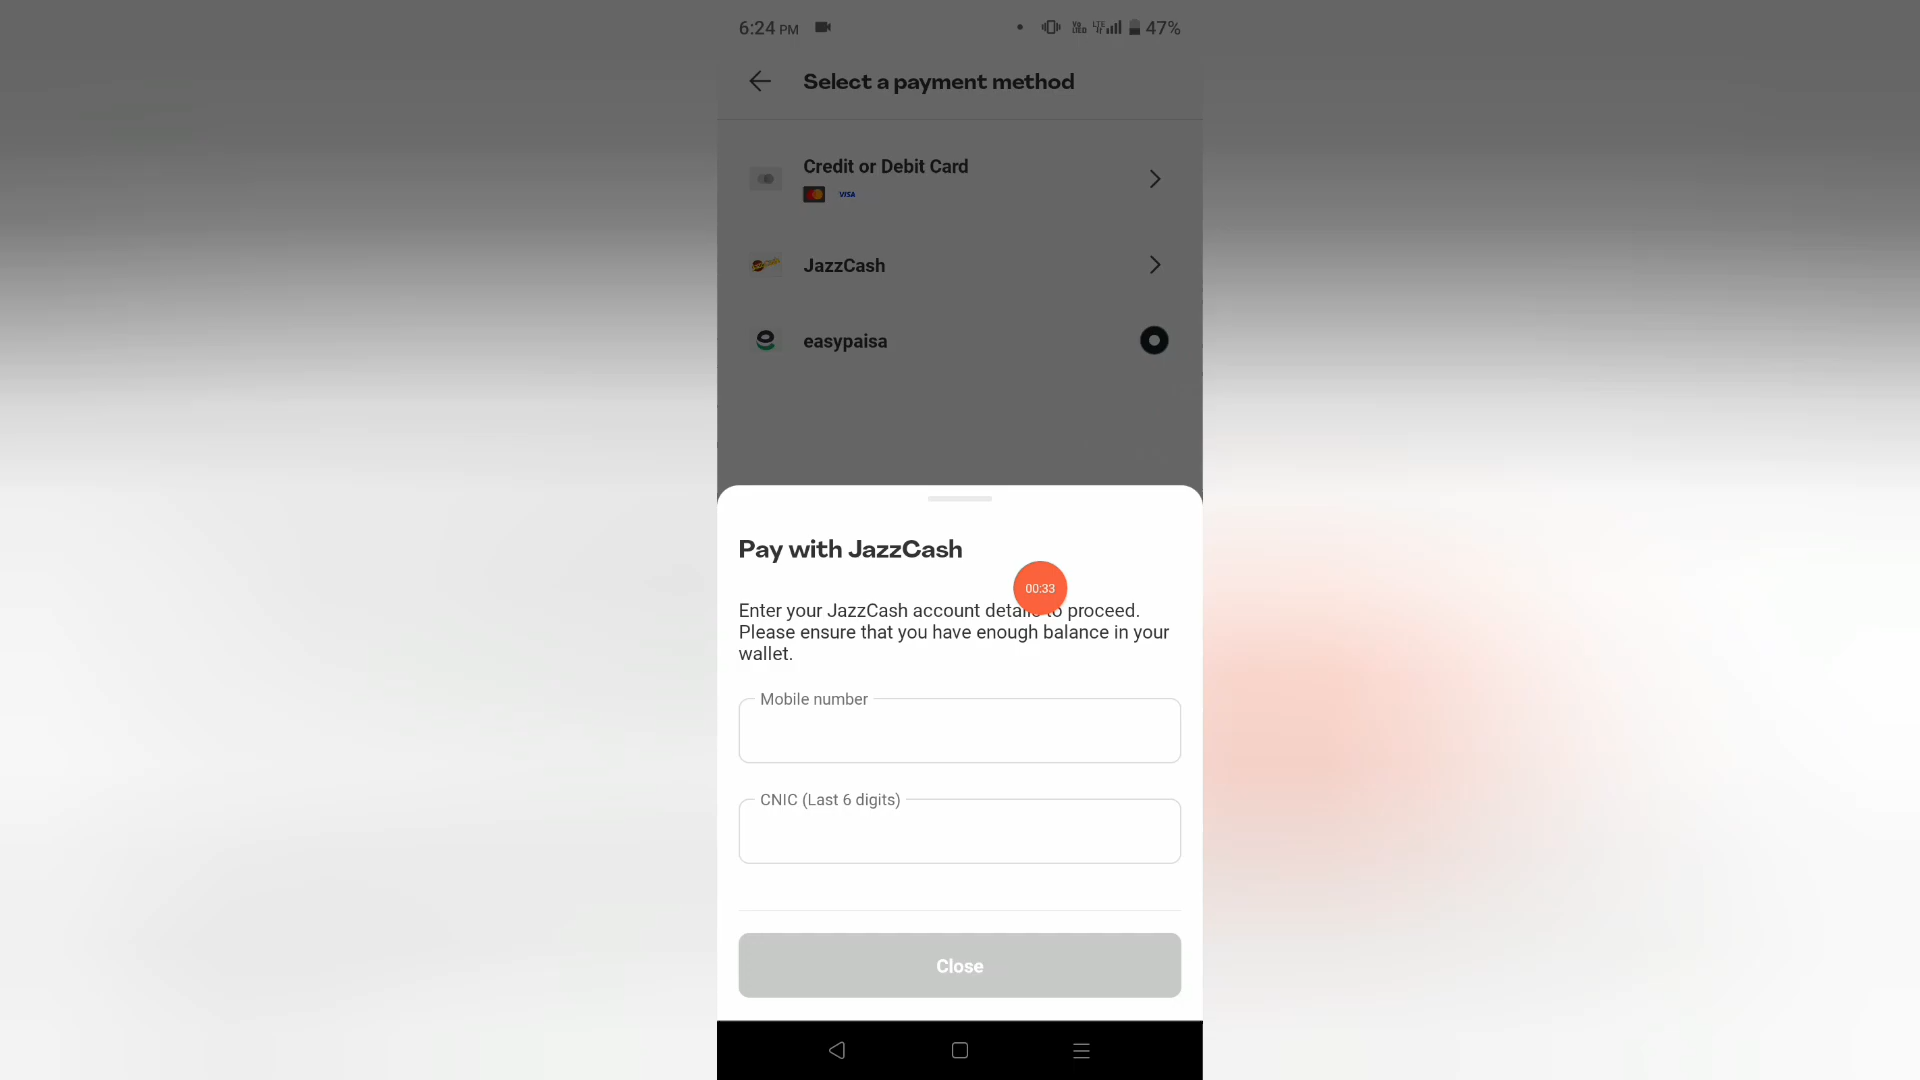 6:24 PM 47%
Select a payment method
Credit or Debit Card
VISA
JazzCash
easypaisa
Pay with JazzCash
00:33
Enter your JazzCash account details to proceed.
Please ensure that you have enough balance in your
wallet.
Mobile number
CNIC (Last 6 digits)
Close